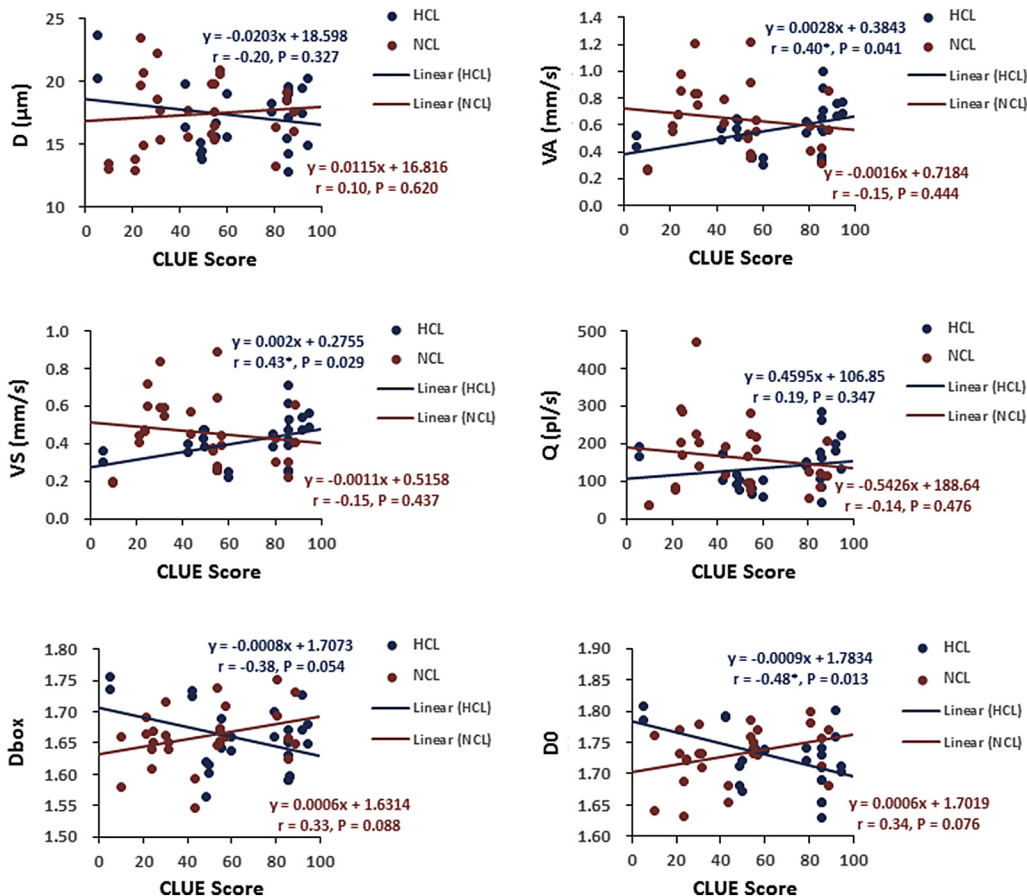 25
20
15
10
D (µm)
0 20 40 60 80 100
CLUE Score
y = -0.0203x + 18.598
r = -0.20, P = 0.327
y = 0.0115x + 16.816
r = 0.10, P = 0.620
HCL
NCL
Linear (HCL)
Linear (NCL)
1.4
1.2
1.0
0.8
0.6
0.4
0.2
0.0
VA (mm/s)
0 20 40 60 80 100
CLUE Score
y = 0.0028x + 0.3843
r = 0.40*, P = 0.041
y = -0.0016x + 0.7184
r = -0.15, P = 0.444
HCL
NCL
Linear (HCL)
Linear (NCL)
1.0
0.8
0.6
0.4
0.2
0.0
VS (mm/s)
0 20 40 60 80 100
CLUE Score
y = 0.002x + 0.2755
r = 0.43*, P = 0.029
y = -0.0011x + 0.5158
r = -0.15, P = 0.437
HCL
NCL
Linear (HCL)
Linear (NCL)
500
400
300
200
100
0
Q (pl/s)
0 20 40 60 80 100
CLUE Score
y = 0.4595x + 106.85
r = 0.19, P = 0.347
y = -0.5426x + 188.64
r = -0.14, P = 0.476
HCL
NCL
Linear (HCL)
Linear (NCL)
1.80
1.75
1.70
1.65
1.60
1.55
1.50
Dbox
0 20 40 60 80 100
CLUE Score
y = -0.0008x + 1.7073
r = -0.38, P = 0.054
y = 0.0006x + 1.6314
r = 0.33, P = 0.088
HCL
NCL
Linear (HCL)
Linear (NCL)
1.90
1.85
1.80
1.75
1.70
1.65
1.60
D0
0 20 40 60 80 100
CLUE Score
y = -0.0009x + 1.7834
r = -0.48*, P = 0.013
y = 0.0006x + 1.7019
r = 0.34, P = 0.076
HCL
NCL
Linear (HCL)
Linear (NCL)